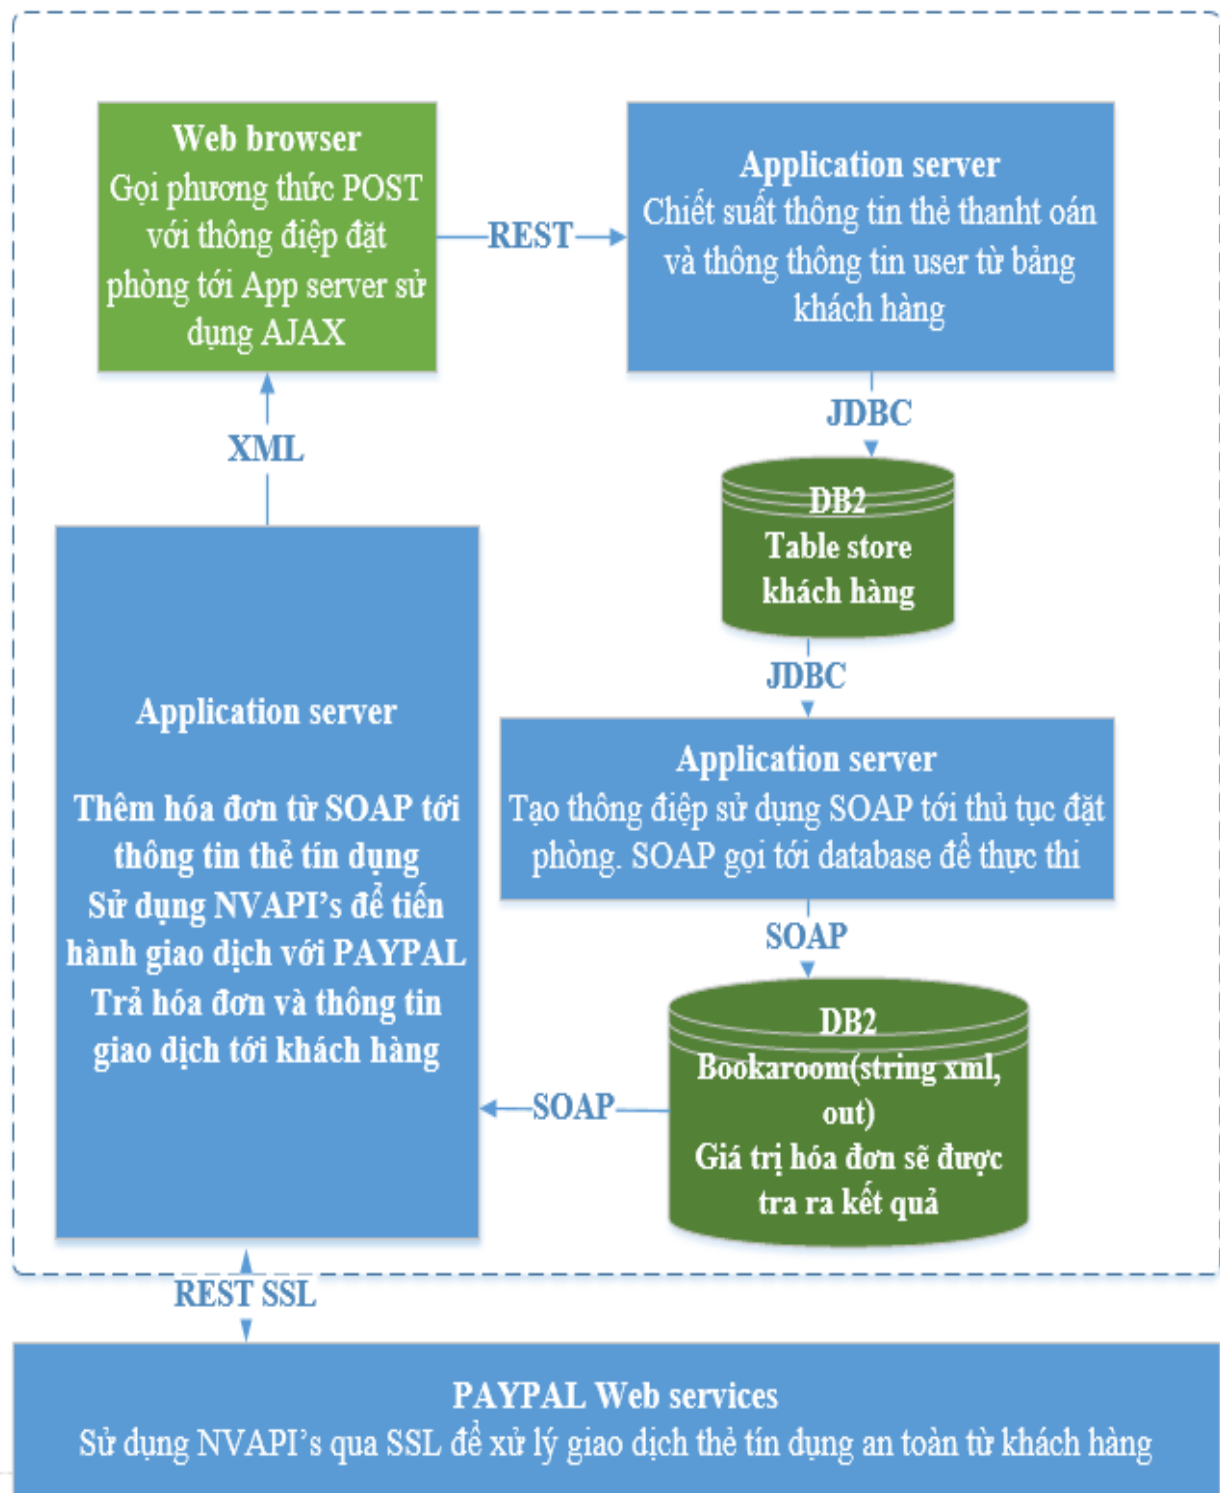 Web browser
Gọi phương thức POST
với thông điệp đặt
phòng tới App server sử
dụng AJAX
REST
Application server
Chiết suất thông tin thẻ thanht oán
và thông thông tin user từ bảng
khách hàng
JDBC
DB2
Table store
khách hàng
JDBC
Application server
Tạo thông điệp sử dụng SOAP tới thủ tục đặt
phòng. SOAP gọi tới database để thực thi
SOAP
DB2
Bookaroom(string xml,
out)
Giá trị hóa đơn sẽ được
tra ra kết quả
SOAP
Application server
Thêm hóa đơn từ SOAP tới
thông tin thẻ tín dụng
Sử dụng NVAPI’s để tiến
hành giao dịch với PAYPAL
Trả hóa đơn và thông tin
giao dịch tới khách hàng
XML
REST SSL
PAYPAL Web services
Sử dụng NVAPI’s qua SSL để xử lý giao dịch thẻ tín dụng an toàn từ khách hàng